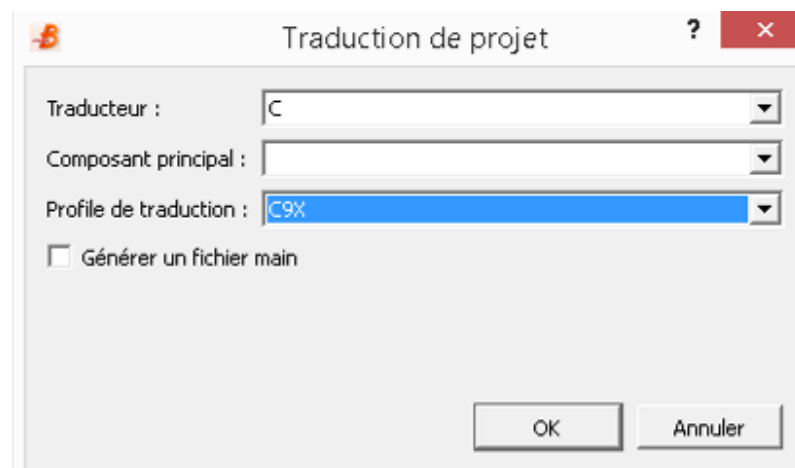 Traduction de projet
Traducteur : C
Composant principal :
Profile de traduction : C9X
Générer un fichier main
OK Annuler